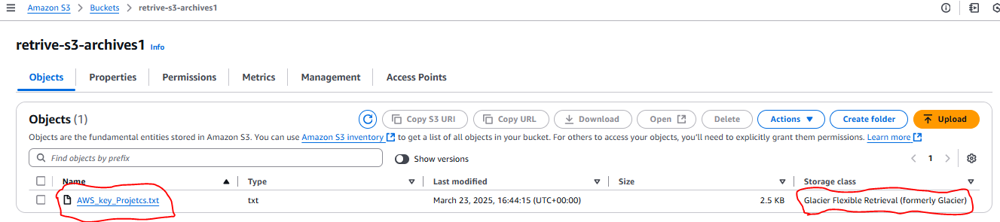 Amazon S3 > Buckets > retrive-s3-archives1
retrive-s3-archives1 Info
Objects Properties Permissions Metrics Management Access Points
Objects (1) Copy S3 URI Copy URL Download Open Delete Actions Create folder Upload
Objects are the fundamental entities stored in Amazon S3. You can use Amazon S3 inventory to get a list of all objects in your bucket. For others to access your objects, you'll need to explicitly grant them permissions. Learn more
Find objects by prefix Show versions 1
Name Type Last modified Size Storage class
AWS_key_Projetcs.txt txt March 23, 2025, 16:44:15 (UTC+00:00) 2.5 KB Glacier Flexible Retrieval (formerly Glacier)